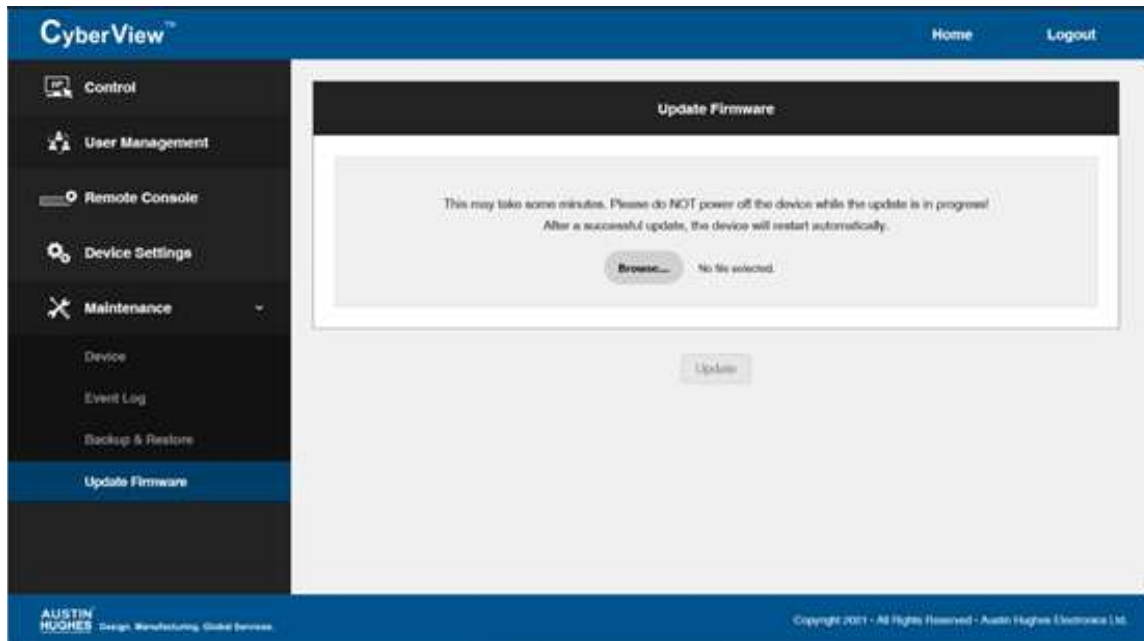 CyberView™
Home
Logout
Control
User Management
Remote Console
Device Settings
Maintenance
Device
Event Log
Backup & Restore
Update Firmware
Update Firmware
This may take some minutes. Please do NOT power off the device while the update is in progress!
After a successful update, the device will restart automatically.
Browse... No file selected.
Update
AUSTIN
HUGHES Design. Manufacturing. Global Services.
Copyright 2021 - All Rights Reserved - Austin Hughes Electronics Ltd.